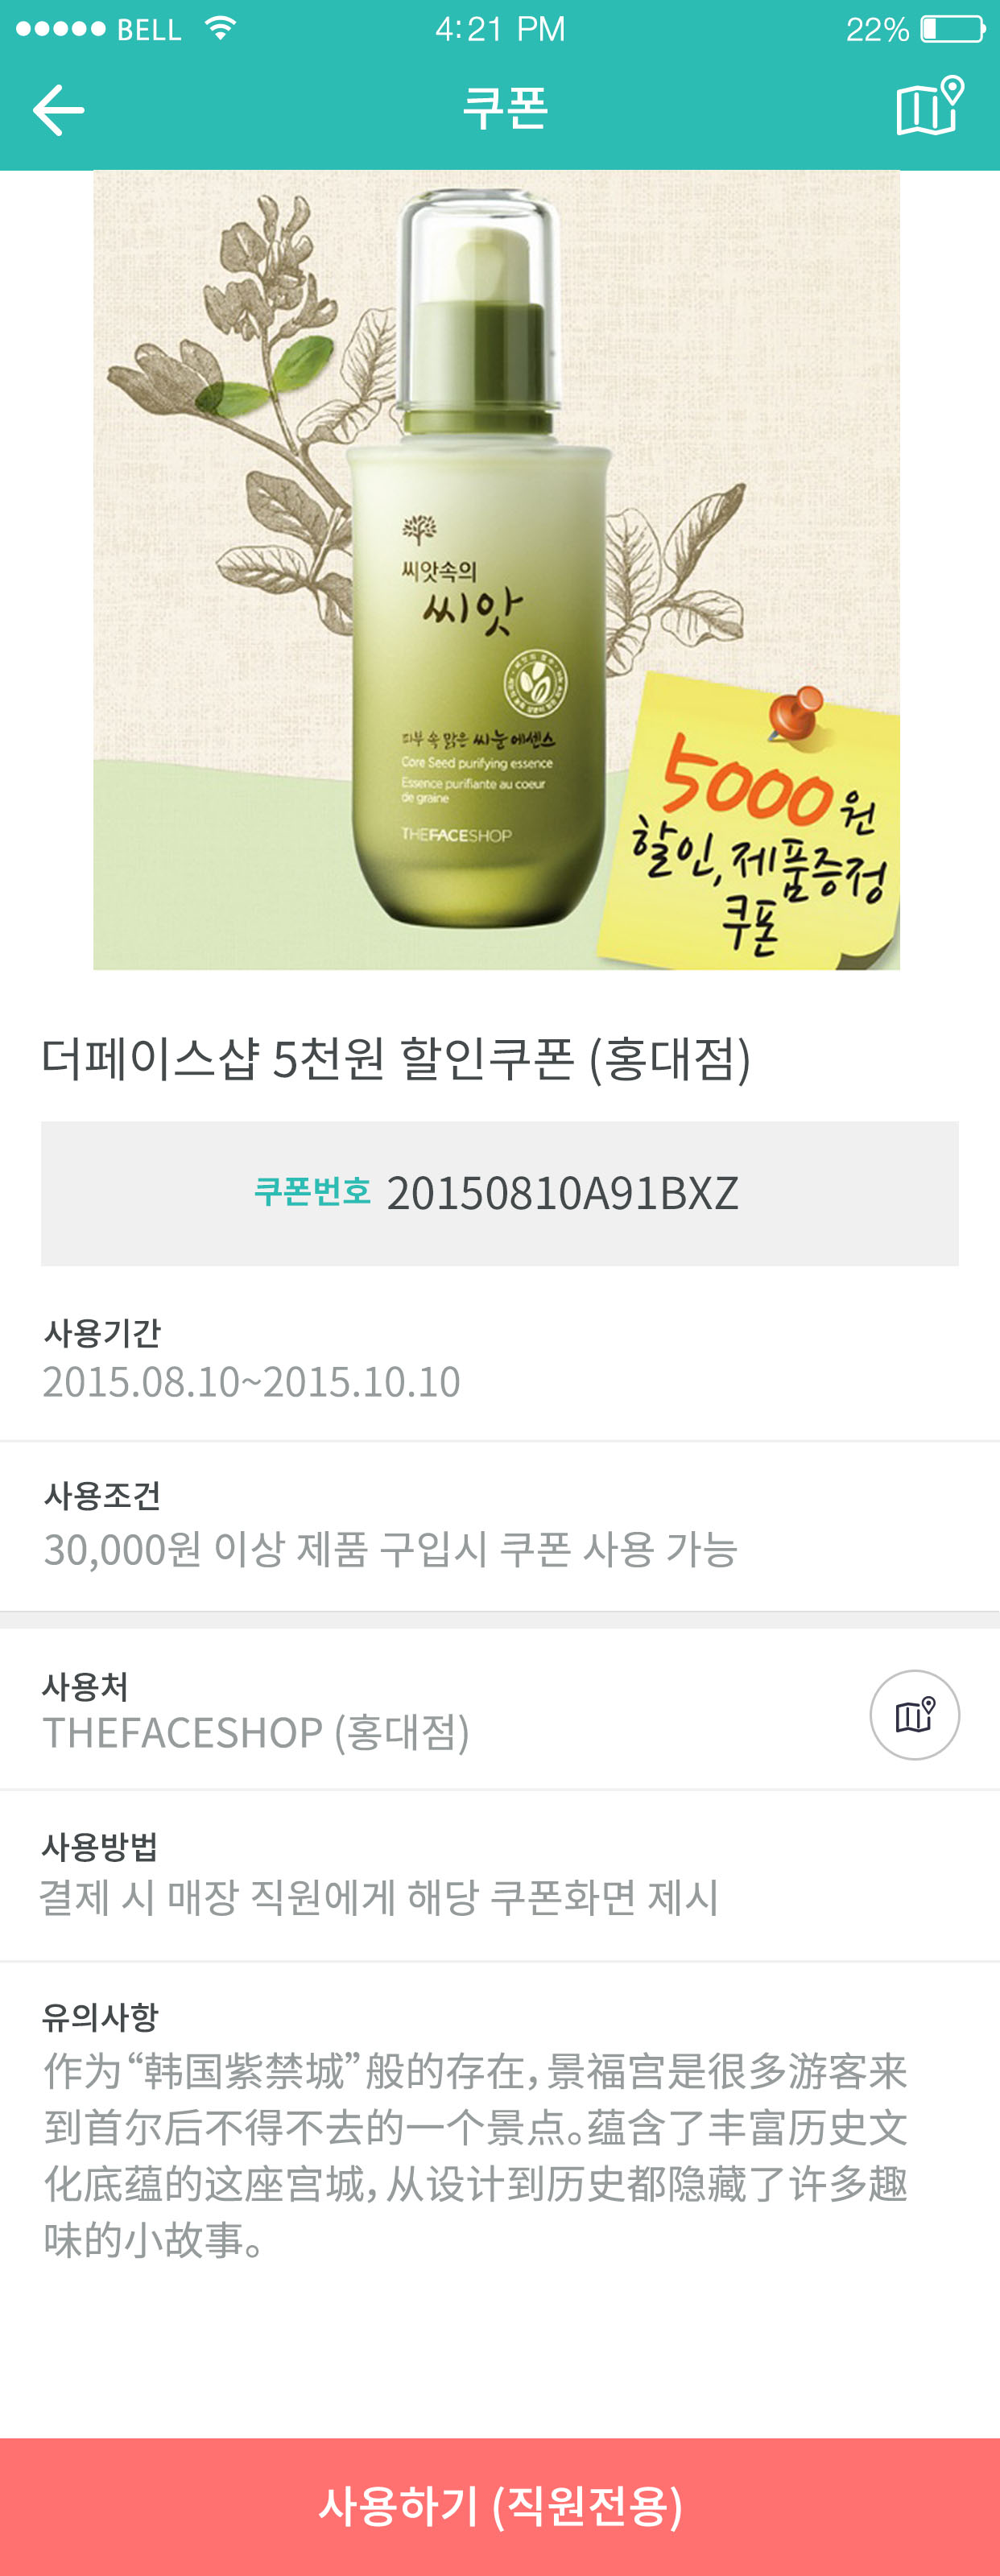 BELL 4:21 PM 22%
쿠폰
씨앗속의
씨앗
피부 속 맑은 씨눈 에센스
Core Seed purifying essence
Essence purifiante au coeur
de graine
THEFACESHOP
5000원
할인, 제품증정
쿠폰
더페이스샵 5천원 할인쿠폰 (홍대점)
쿠폰번호 20150810A91BXZ
사용기간
2015.08.10~2015.10.10
사용조건
30,000원 이상 제품 구입시 쿠폰 사용 가능
사용처
THEFACESHOP (홍대점)
사용방법
결제 시 매장 직원에게 해당 쿠폰화면 제시
유의사항
作为“韩国紫禁城”般的存在，景福宫是很多游客来
到首尔后不得不去的一个景点。蕴含了丰富历史文
化底蕴的这座宫城，从设计到历史都隐藏了许多趣
味的小故事。
사용하기 (직원전용)